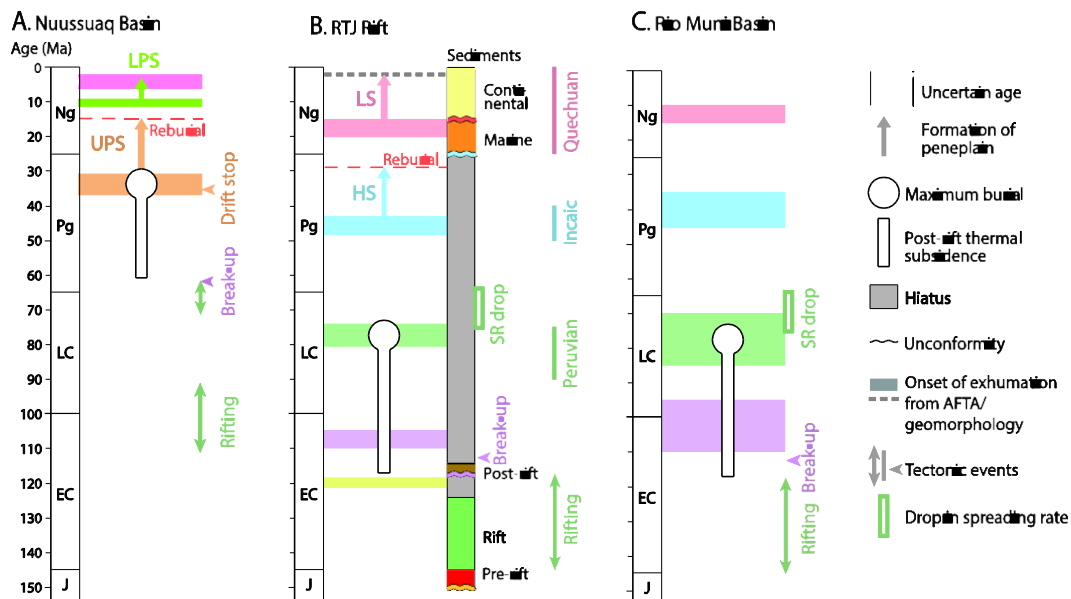 A. Nuussuaq Basin
Age (Ma)
0
10
20
30
40
50
60
70
80
90
100
110
120
130
140
150
Ng
Pg
LC
EC
J
LPS
Reburial
UPS
Drift stop
Break-up
Rifting
B. RTJ Rift
Sediments
Ng
Pg
LC
EC
J
LS
Reburial
HS
Conti-
nental
Marine
Quechuan
Incaic
SR drop
Peruvian
Break-up
Post-rift
Rifting
Rift
Pre-rift
C. Rio Muni Basin
Ng
Pg
LC
EC
J
SR drop
Break-up
Rifting
Uncertain age
Formation of
peneplain
Maximum burial
Post-rift thermal
subsidence
Hiatus
Unconformity
Onset of exhumation
from AFTA/
geomorphology
Tectonic events
Drop in spreading rate